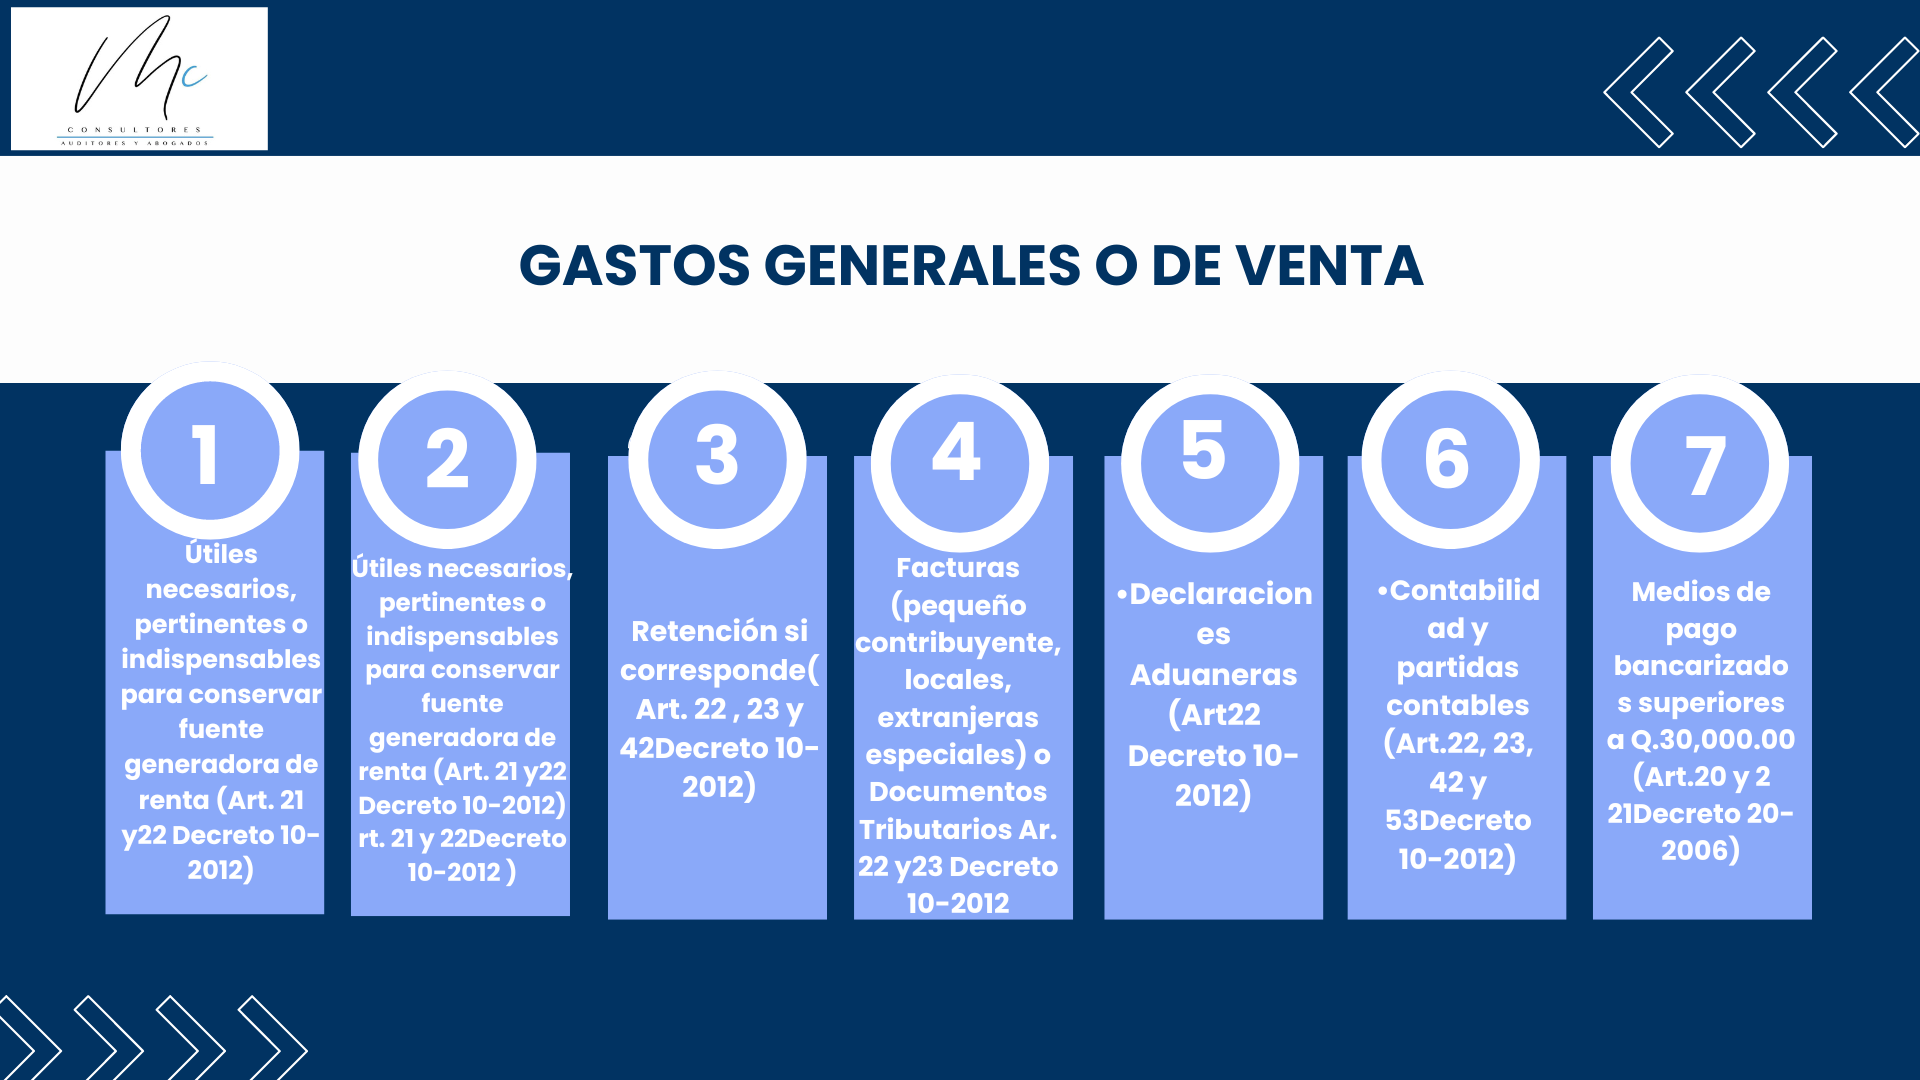 Mc
CONSULTORES
AUDITORES Y ABOGADOS
GASTOS GENERALES O DE VENTA
1
Útiles
necesarios,
pertinentes o
indispensables
para conservar
fuente
generadora de
renta (Art. 21
y22 Decreto 10-
2012)
2
Útiles necesarios,
pertinentes o
indispensables
para conservar
fuente
generadora de
renta (Art. 21 y22
Decreto 10-2012)
rt. 21 y 22Decreto
10-2012 )
3
Retención si
corresponde(
Art. 22 , 23 y
42Decreto 10-
2012)
4
Facturas
(pequeño
contribuyente,
locales,
extranjeras
especiales) o
Documentos
Tributarios Ar.
22 y23 Decreto
10-2012
5
•Declaracion
es
Aduaneras
(Art22
Decreto 10-
2012)
6
•Contabilid
ad y
partidas
contables
(Art.22, 23,
42 y
53Decreto
10-2012)
7
Medios de
pago
bancarizado
s superiores
a Q.30,000.00
(Art.20 y 2
21Decreto 20-
2006)